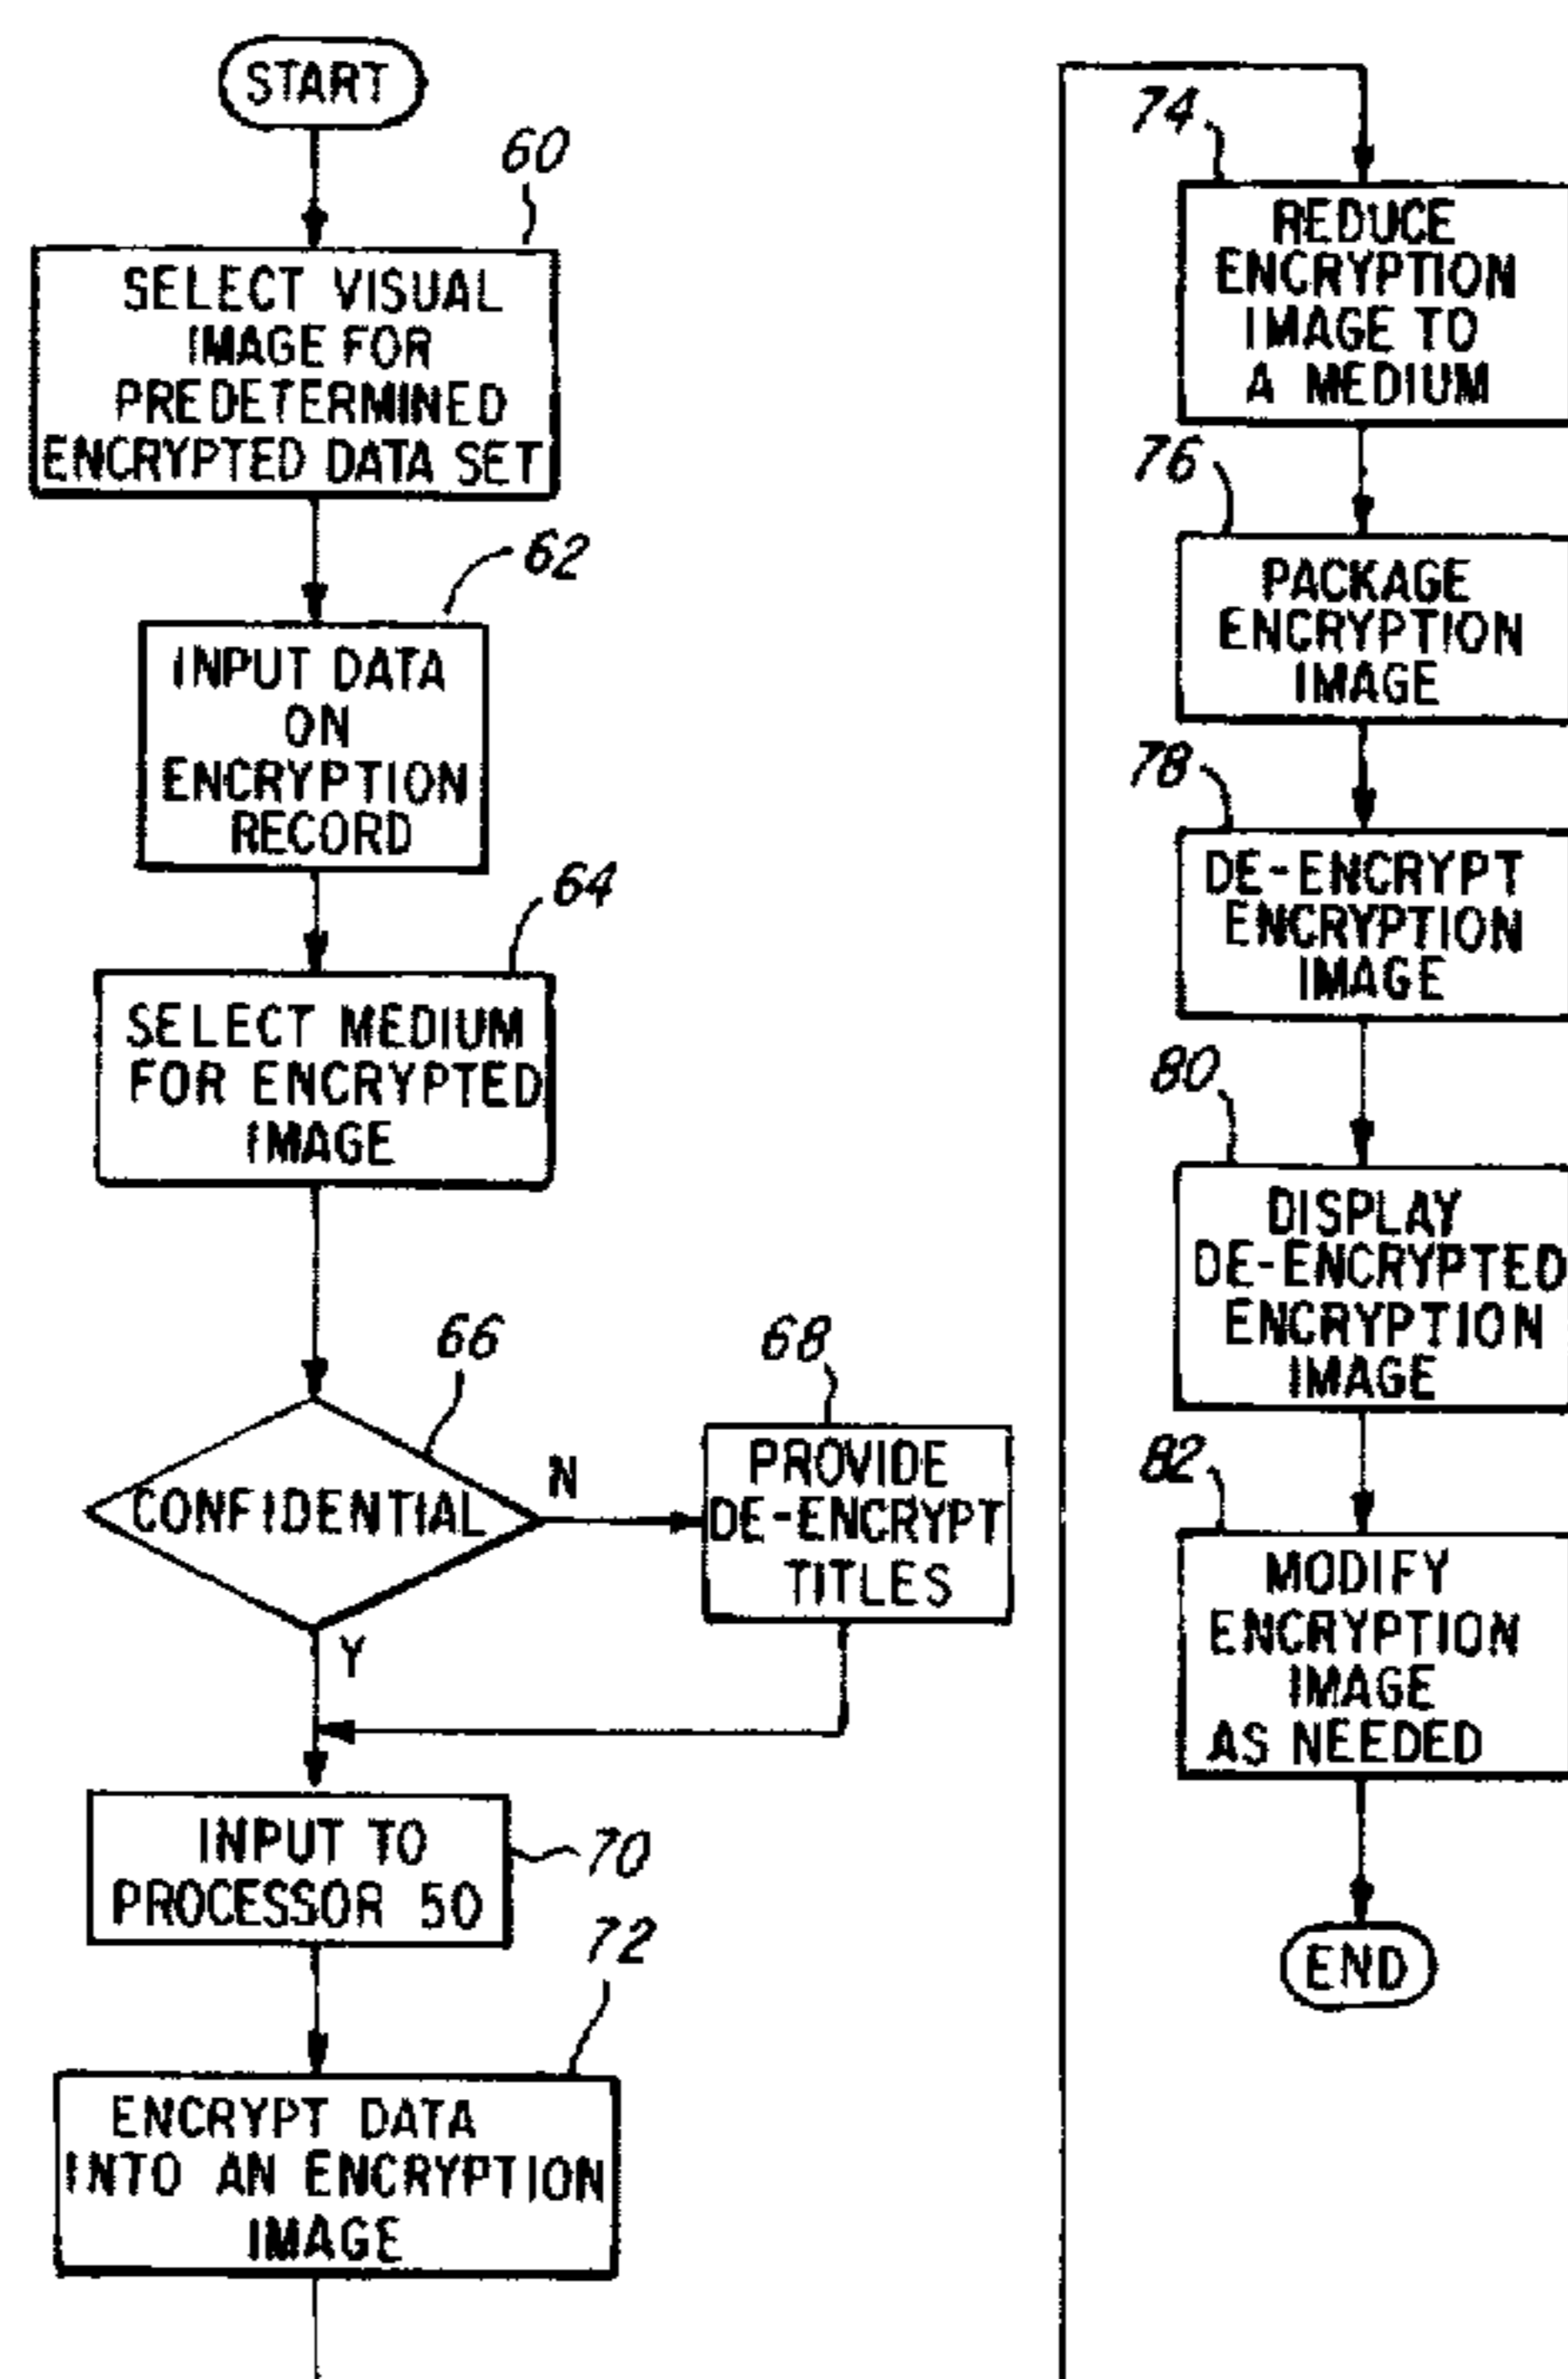 START
60
SELECT VISUAL
IMAGE FOR
PREDETERMINED
ENCRYPTED DATA SET
62
INPUT DATA
ON
ENCRYPTION
RECORD
64
SELECT MEDIUM
FOR ENCRYPTED
IMAGE
66
CONFIDENTIAL
N
Y
68
PROVIDE
DE-ENCRYPT
TITLES
INPUT TO
PROCESSOR 50
70
72
ENCRYPT DATA
INTO AN ENCRYPTION
IMAGE
74
REDUCE
ENCRYPTION
IMAGE TO
A MEDIUM
76
PACKAGE
ENCRYPTION
IMAGE
78
DE-ENCRYPT
ENCRYPTION
IMAGE
80
DISPLAY
DE-ENCRYPTED
ENCRYPTION
IMAGE
82
MODIFY
ENCRYPTION
IMAGE
AS NEEDED
END